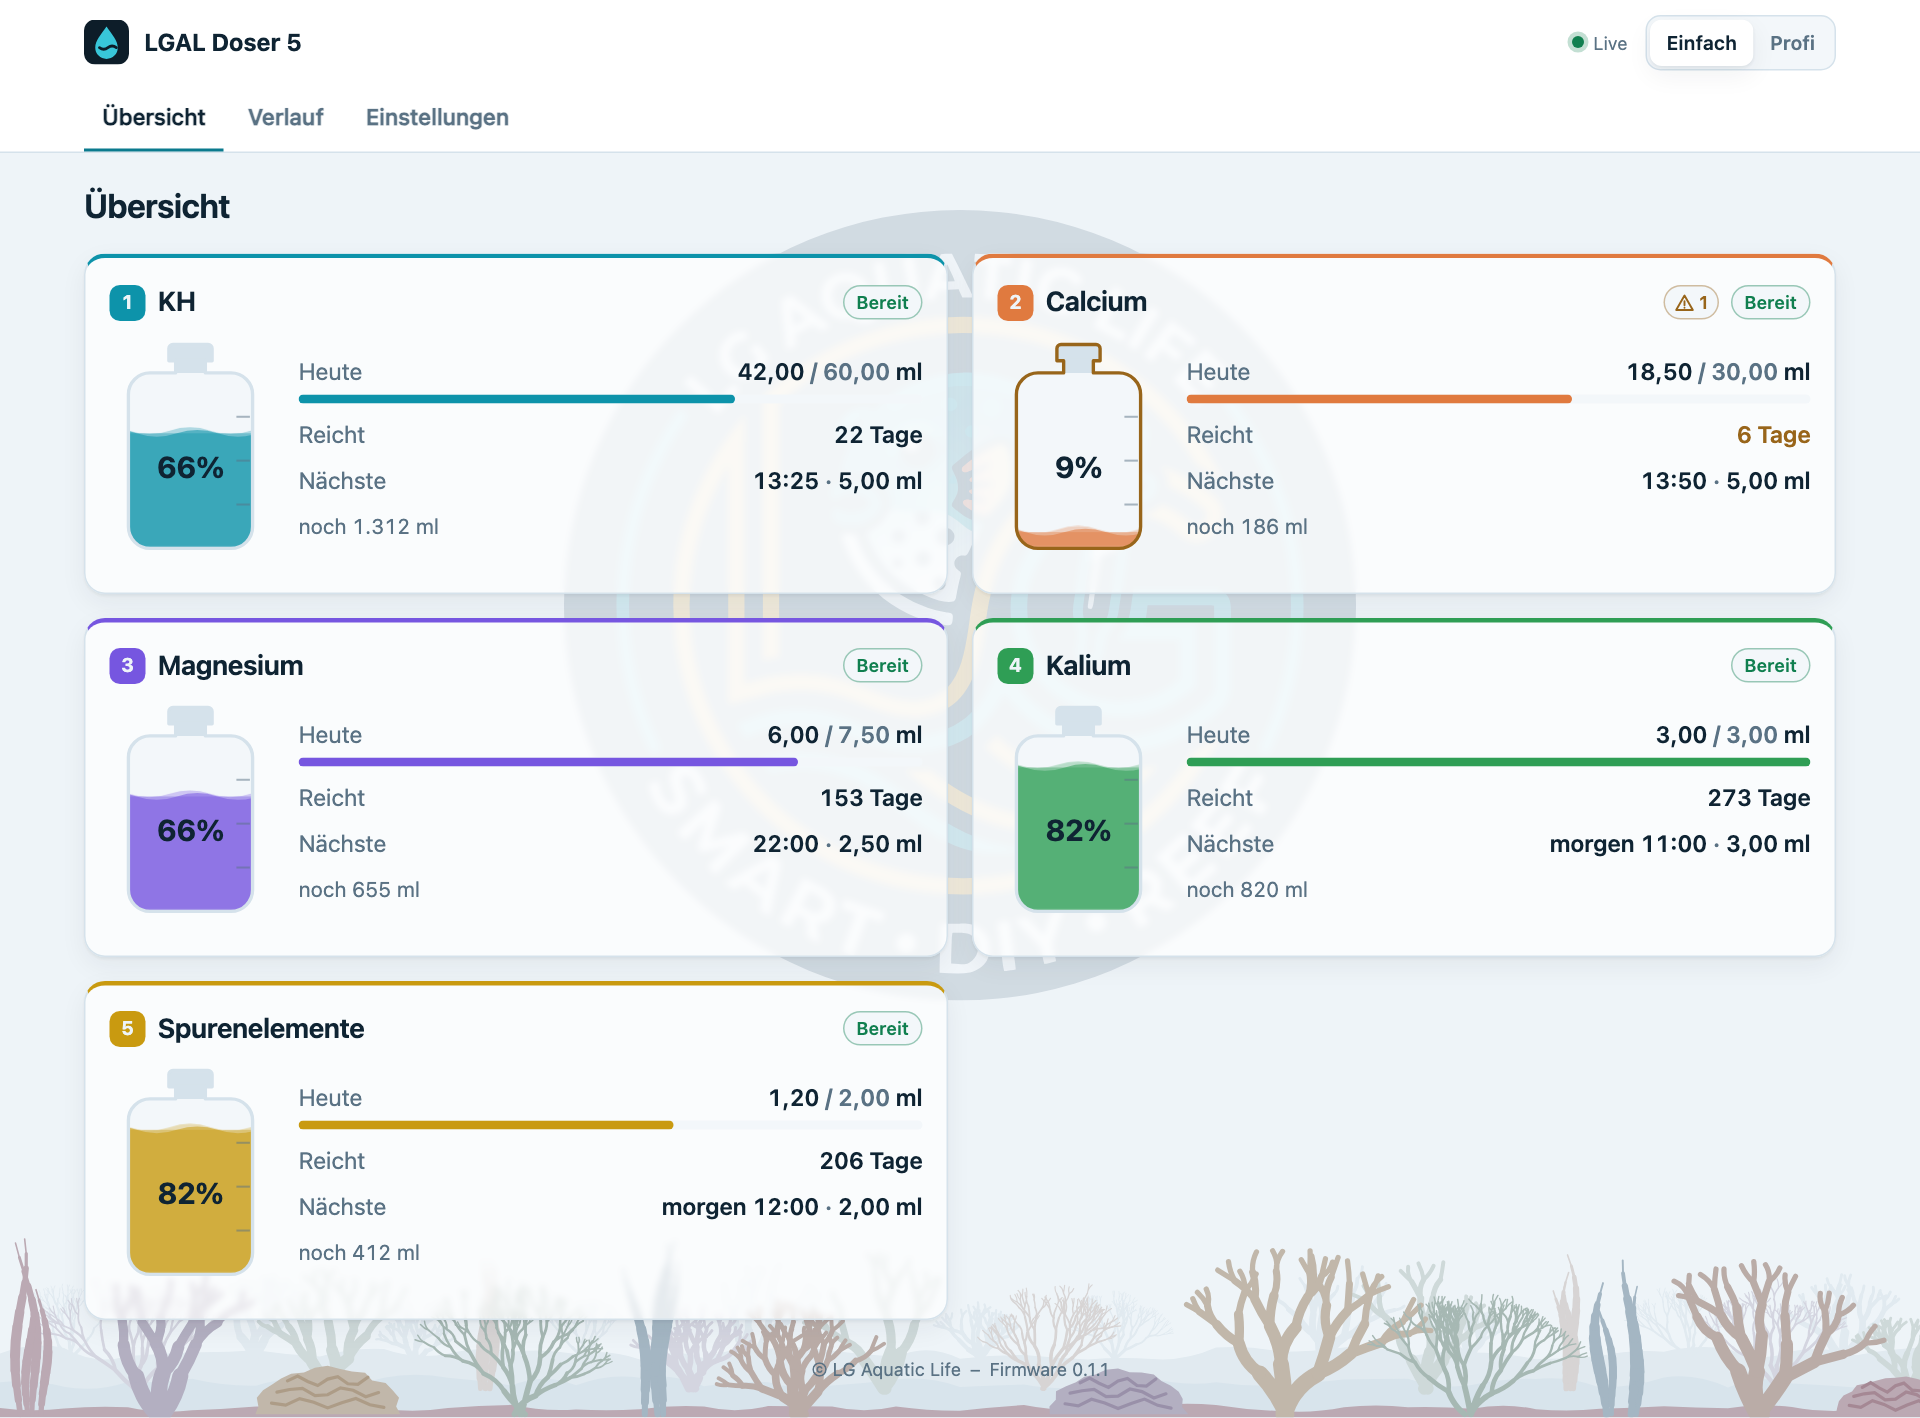 LGAL Doser 5
Live
Einfach
Profi
Übersicht
Verlauf
Einstellungen
Übersicht
LG AQUATIC LIFE
SMART • DIY • REEF
1
KH
Bereit
66%
Heute
42,00 / 60,00 ml
Reicht
22 Tage
Nächste
13:25 · 5,00 ml
noch 1.312 ml
2
Calcium
1
Bereit
9%
Heute
18,50 / 30,00 ml
Reicht
6 Tage
Nächste
13:50 · 5,00 ml
noch 186 ml
3
Magnesium
Bereit
66%
Heute
6,00 / 7,50 ml
Reicht
153 Tage
Nächste
22:00 · 2,50 ml
noch 655 ml
4
Kalium
Bereit
82%
Heute
3,00 / 3,00 ml
Reicht
273 Tage
Nächste
morgen 11:00 · 3,00 ml
noch 820 ml
5
Spurenelemente
Bereit
82%
Heute
1,20 / 2,00 ml
Reicht
206 Tage
Nächste
morgen 12:00 · 2,00 ml
noch 412 ml
© LG Aquatic Life – Firmware 0.1.1